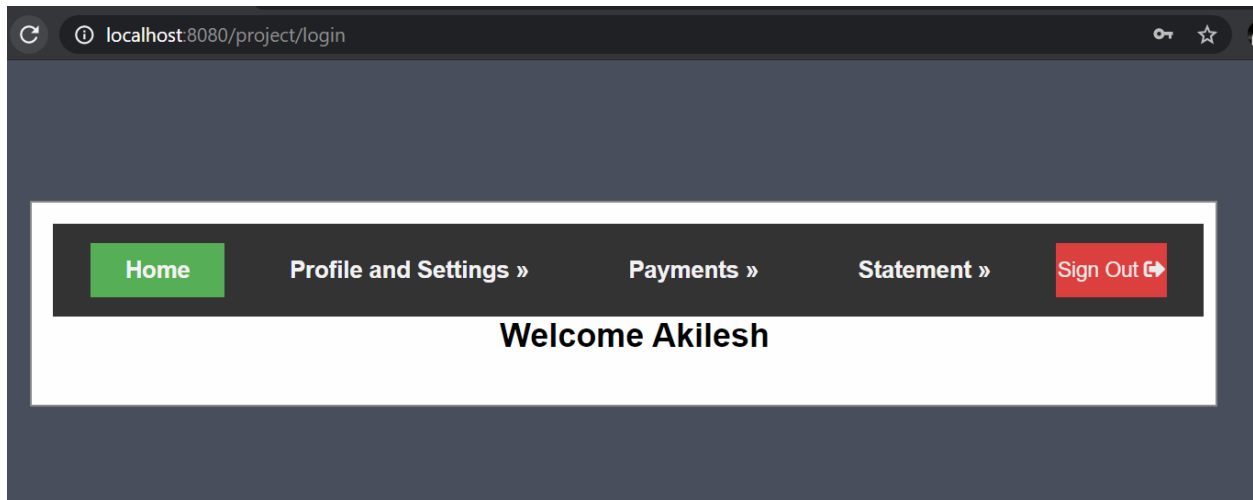 localhost:8080/project/login
Home Profile and Settings » Payments » Statement » Sign Out
Welcome Akilesh